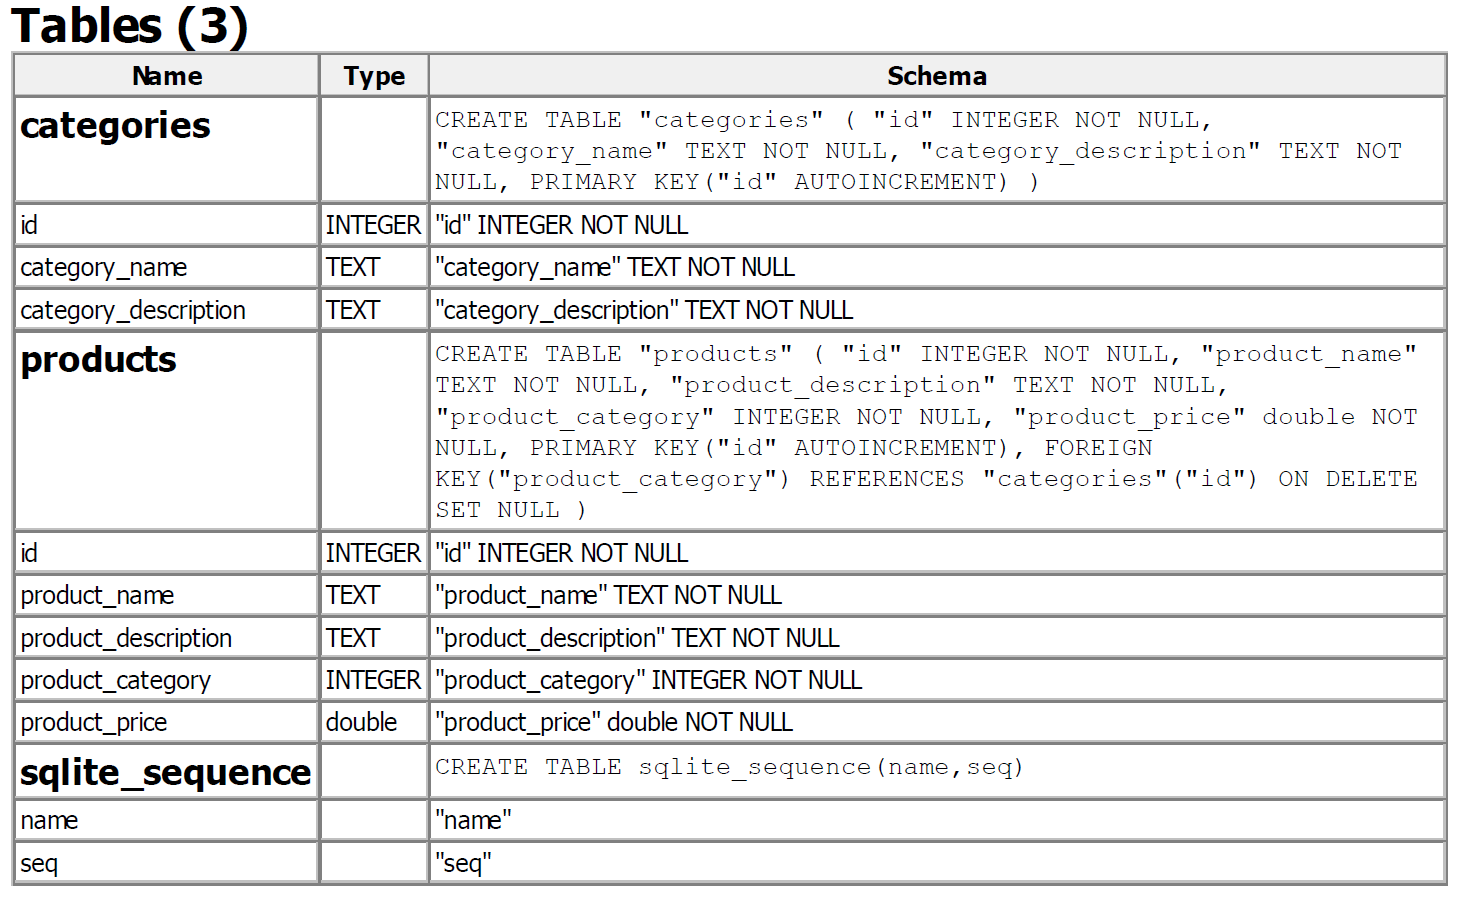 Tables (3)
Name Type Schema
categories CREATE TABLE "categories" ( "id" INTEGER NOT NULL,
"category_name" TEXT NOT NULL, "category_description" TEXT NOT
NULL, PRIMARY KEY("id" AUTOINCREMENT) )
id INTEGER "id" INTEGER NOT NULL
category_name TEXT "category_name" TEXT NOT NULL
category_description TEXT "category_description" TEXT NOT NULL
products CREATE TABLE "products" ( "id" INTEGER NOT NULL, "product_name"
TEXT NOT NULL, "product_description" TEXT NOT NULL,
"product_category" INTEGER NOT NULL, "product_price" double NOT
NULL, PRIMARY KEY("id" AUTOINCREMENT), FOREIGN
KEY("product_category") REFERENCES "categories"("id") ON DELETE
SET NULL )
id INTEGER "id" INTEGER NOT NULL
product_name TEXT "product_name" TEXT NOT NULL
product_description TEXT "product_description" TEXT NOT NULL
product_category INTEGER "product_category" INTEGER NOT NULL
product_price double "product_price" double NOT NULL
sqlite_sequence CREATE TABLE sqlite_sequence(name,seq)
name "name"
seq "seq"